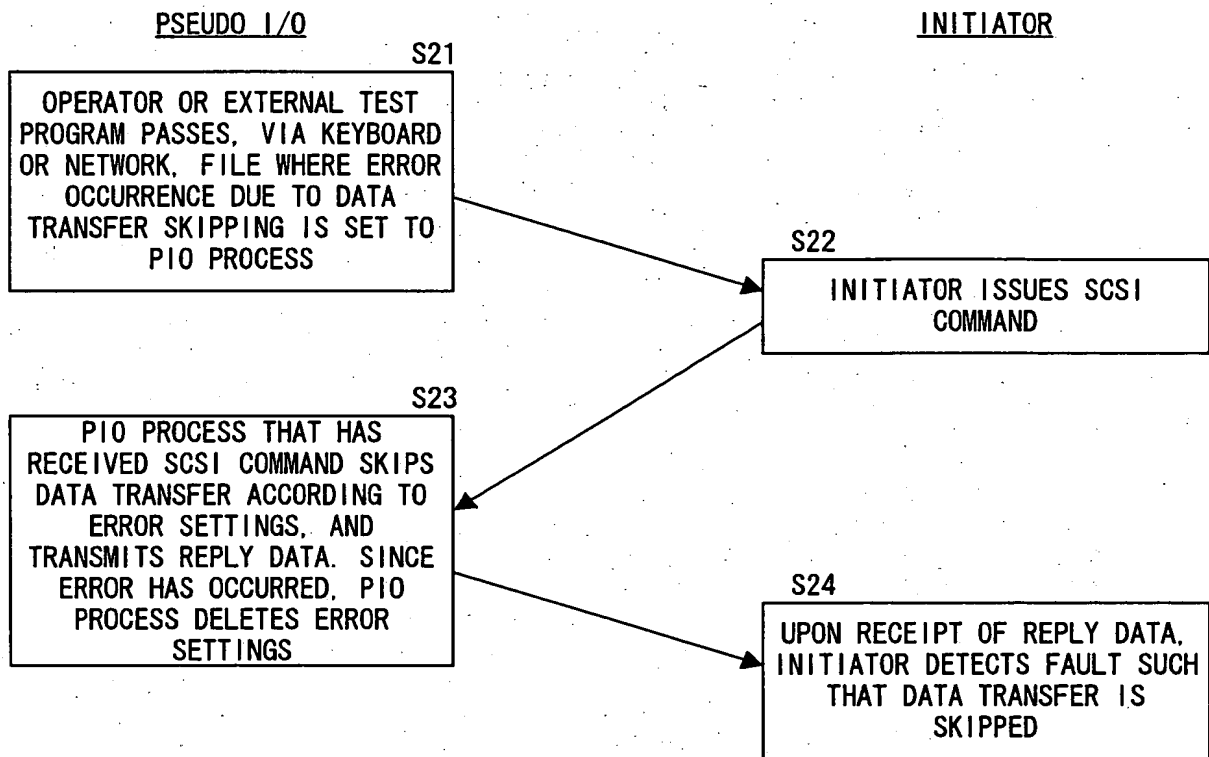 PSEUDO I/O
INITIATOR
S21
OPERATOR OR EXTERNAL TEST
PROGRAM PASSES, VIA KEYBOARD
OR NETWORK, FILE WHERE ERROR
OCCURRENCE DUE TO DATA
TRANSFER SKIPPING IS SET TO
PIO PROCESS
S22
INITIATOR ISSUES SCSI
COMMAND
S23
PIO PROCESS THAT HAS
RECEIVED SCSI COMMAND SKIPS
DATA TRANSFER ACCORDING TO
ERROR SETTINGS, AND
TRANSMITS REPLY DATA. SINCE
ERROR HAS OCCURRED, PIO
PROCESS DELETES ERROR
SETTINGS
S24
UPON RECEIPT OF REPLY DATA,
INITIATOR DETECTS FAULT SUCH
THAT DATA TRANSFER IS
SKIPPED